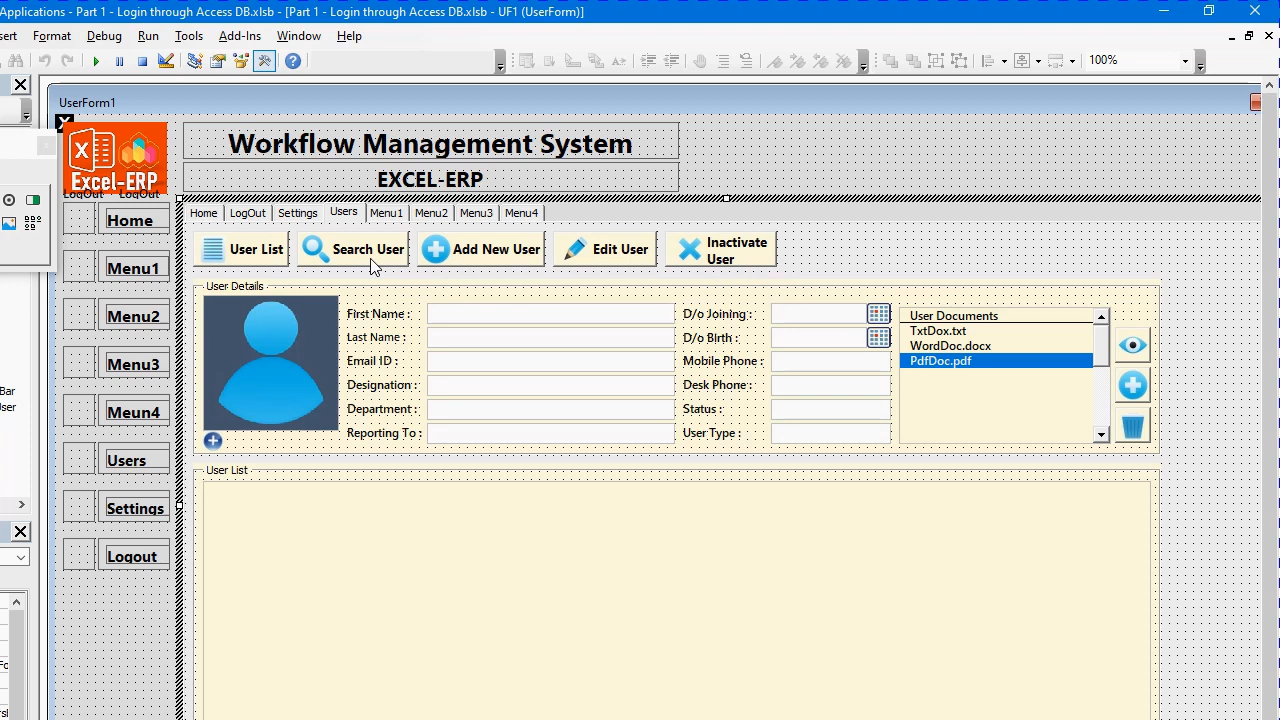 Applications - Part 1 - Login through Access DB.xlsb - [Part 1 - Login through Access DB.xlsb - UF1 (UserForm)]
sert Format Debug Run Tools Add-Ins Window Help
100%
UserForm1
X
Excel-ERP
LogOut LogOut
Workflow Management System
EXCEL-ERP
Home LogOut Settings Users Menu1 Menu2 Menu3 Menu4
User List Search User Add New User Edit User Inactivate User
Home
Menu1
Menu2
Menu3
Meun4
Users
Settings
Logout
User Details
First Name :
Last Name :
Email ID :
Designation :
Department :
Reporting To :
D/o Joining :
D/o BIrth :
Mobile Phone :
Desk Phone :
Status :
User Type :
User Documents
TxtDox.txt
WordDoc.docx
PdfDoc.pdf
User List
Bar
ser